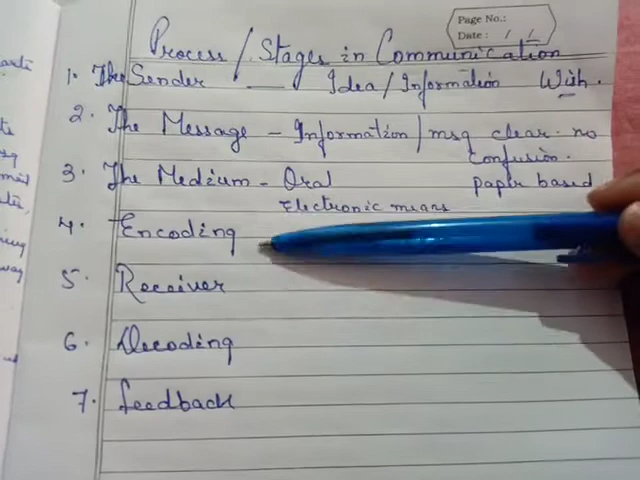 Page No.:
Date: / /
Process / Stages in Communication
1. The Sender — Idea / Information Wish.
2. The Message - Information / msg clear. no
confusion.
3. The Medium - Oral paper based
Electronic means
4. Encoding
5. Receiver
6. Decoding
7. feedback